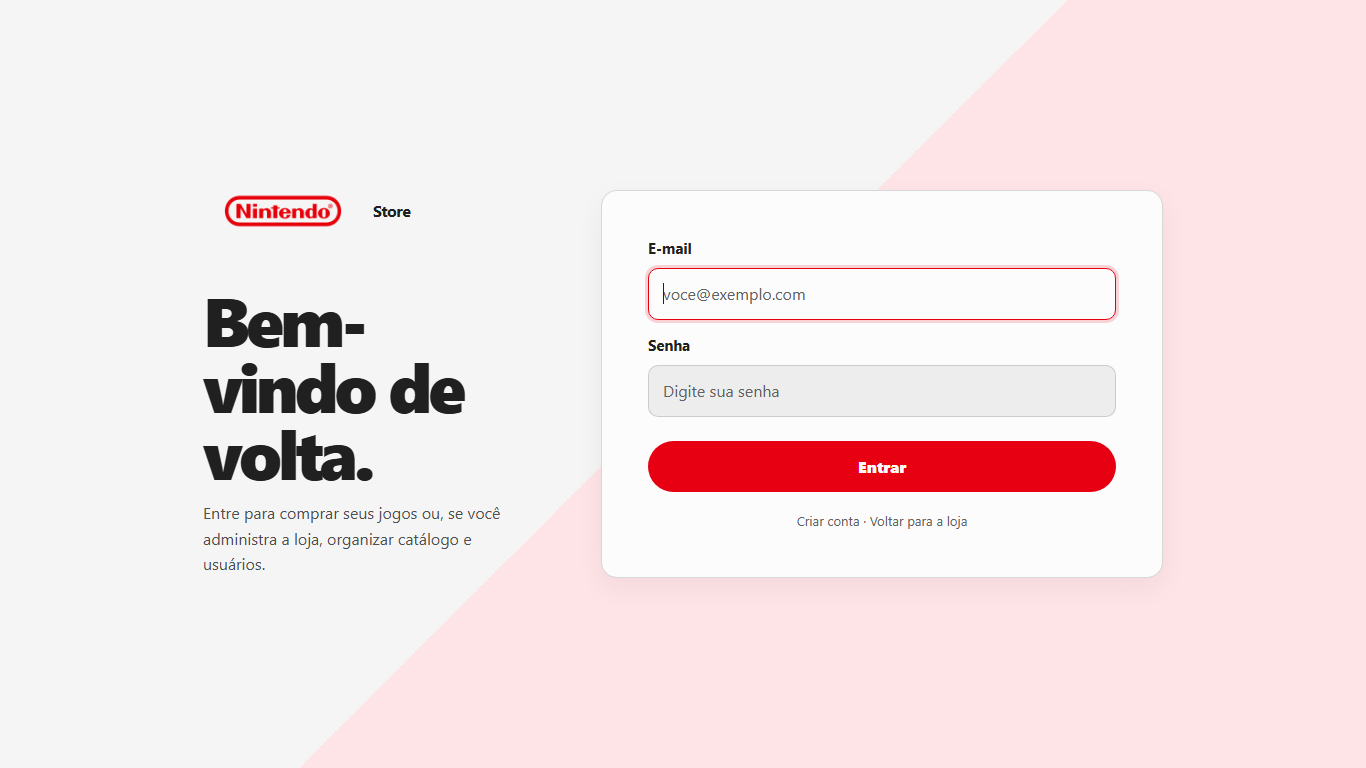 Nintendo®
Store
Bem-
vindo de
volta.
Entre para comprar seus jogos ou, se você
administra a loja, organizar catálogo e
usuários.
E-mail
voce@exemplo.com
Senha
Digite sua senha
Entrar
Criar conta · Voltar para a loja